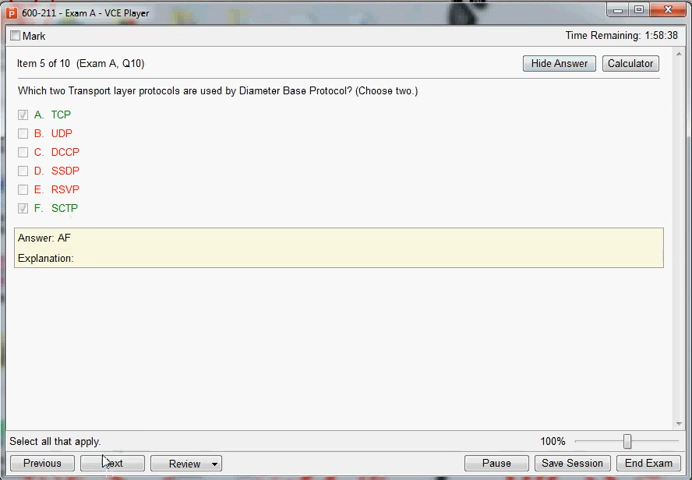 600-211 - Exam A - VCE Player
Mark
Time Remaining: 1:58:38
Item 5 of 10 (Exam A, Q10)
Hide Answer
Calculator
Which two Transport layer protocols are used by Diameter Base Protocol? (Choose two.)
A. TCP
B. UDP
C. DCCP
D. SSDP
E. RSVP
F. SCTP
Answer: AF
Explanation:
Select all that apply.
100%
Previous
Review
Pause
Save Session
End Exam